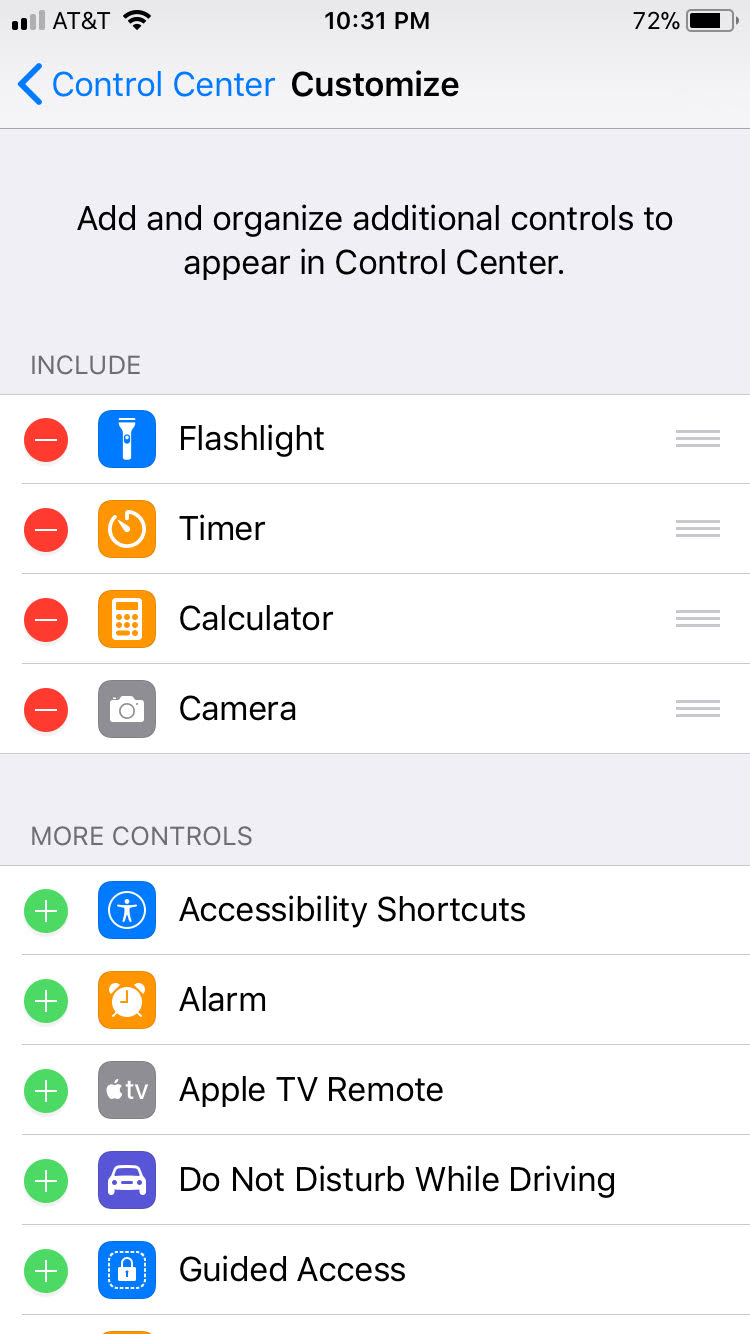 AT&T 10:31 PM 72%
Control Center Customize
Add and organize additional controls to
appear in Control Center.
INCLUDE
Flashlight
Timer
Calculator
Camera
MORE CONTROLS
Accessibility Shortcuts
Alarm
tv Apple TV Remote
Do Not Disturb While Driving
Guided Access